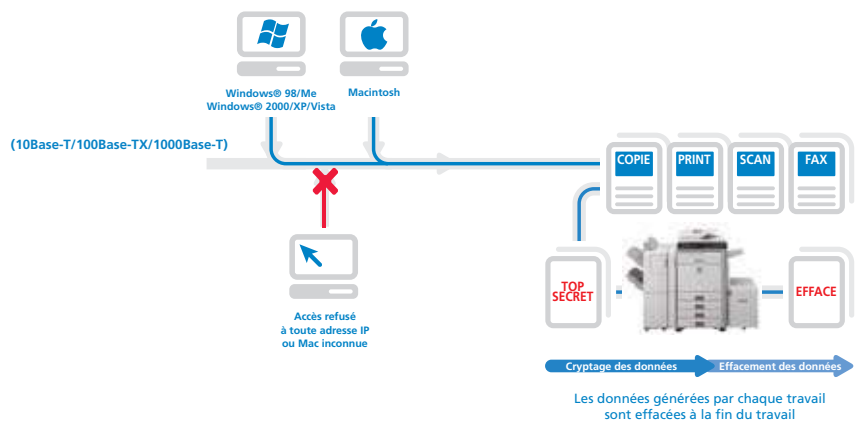 Windows® 98/Me
Windows® 2000/XP/Vista
Macintosh
(10Base-T/100Base-TX/1000Base-T)
COPIE
PRINT
SCAN
FAX
TOP
SECRET
EFFACE
Accès refusé
à toute adresse IP
ou Mac inconnue
Cryptage des données
Effacement des données
Les données générées par chaque travail
sont effacées à la fin du travail